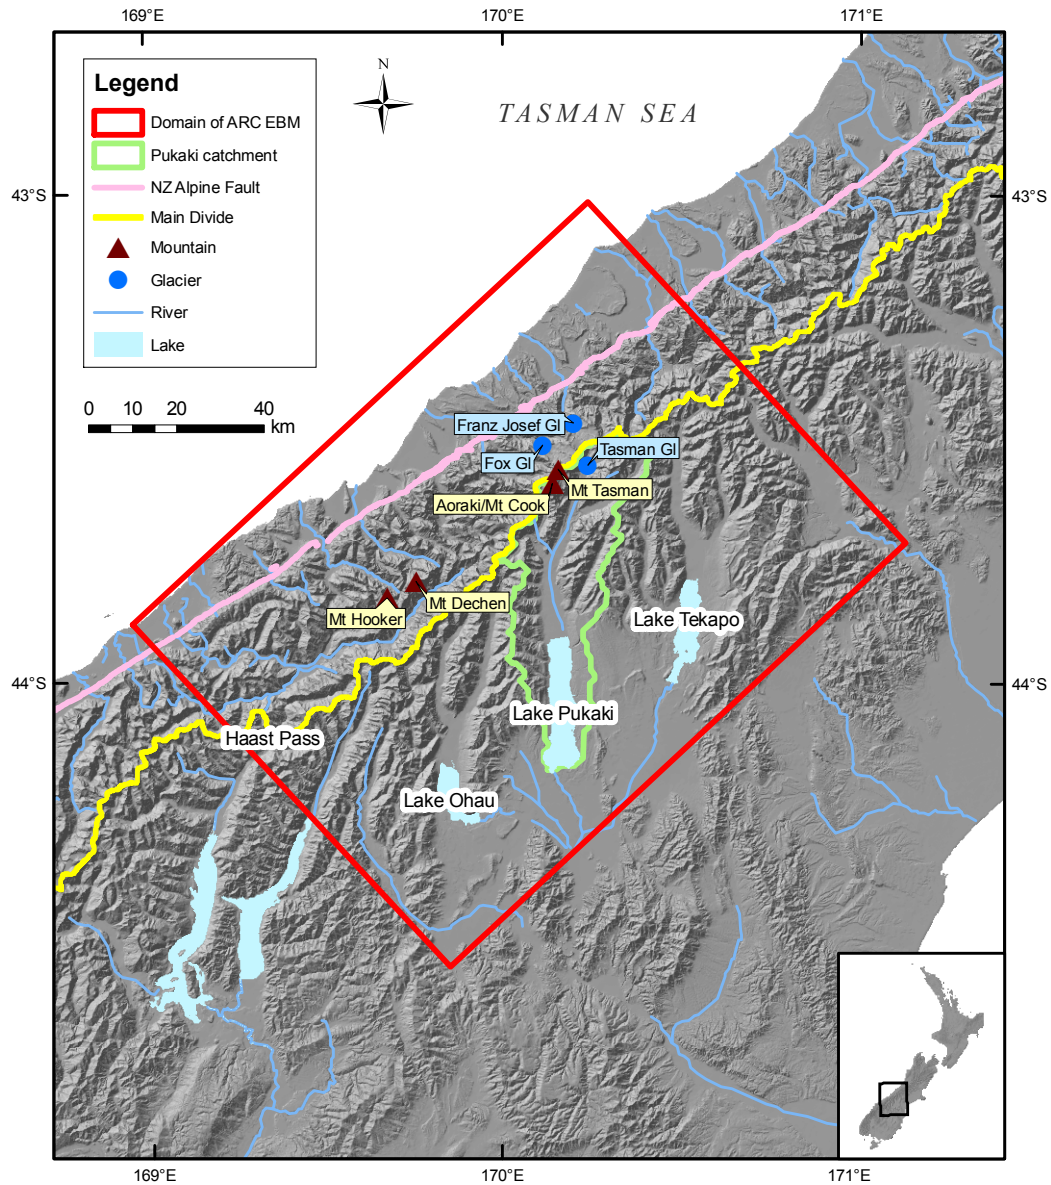 169°E
170°E
171°E
Legend
Domain of ARC EBM
Pukaki catchment
NZ Alpine Fault
Main Divide
Mountain
Glacier
River
Lake
N
TASMAN SEA
43°S
43°S
0 10 20 40
km
Franz Josef Gl
Tasman Gl
Fox Gl
Mt Tasman
Aoraki/Mt Cook
Mt Dechen
Mt Hooker
Lake Tekapo
44°S
44°S
Lake Pukaki
Haast Pass
Lake Ohau
169°E
170°E
171°E